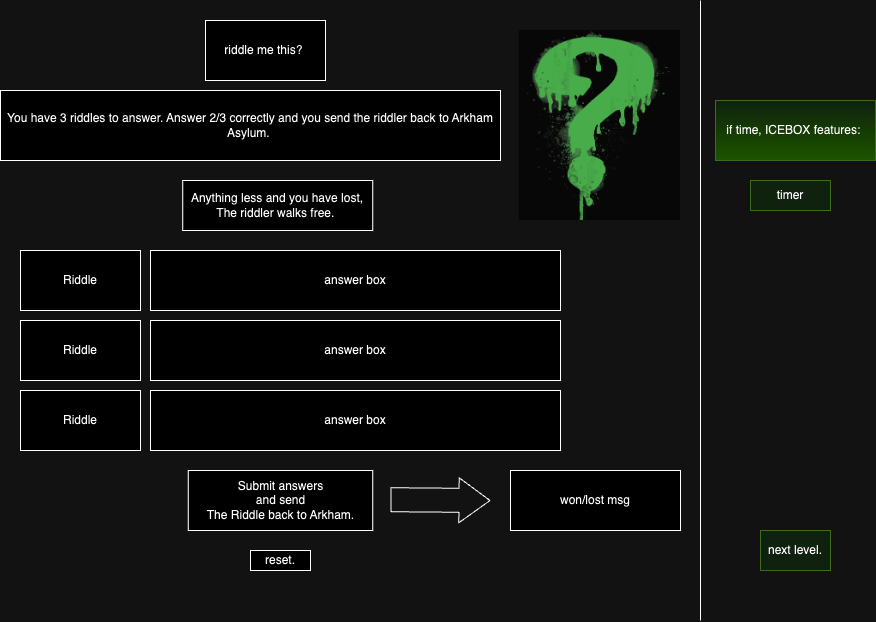 riddle me this?
You have 3 riddles to answer. Answer 2/3 correctly and you send the riddler back to Arkham
Asylum.
if time, ICEBOX features:
Anything less and you have lost,
The riddler walks free.
timer
Riddle
answer box
Riddle
answer box
Riddle
answer box
Submit answers
and send
The Riddle back to Arkham.
won/lost msg
next level.
reset.